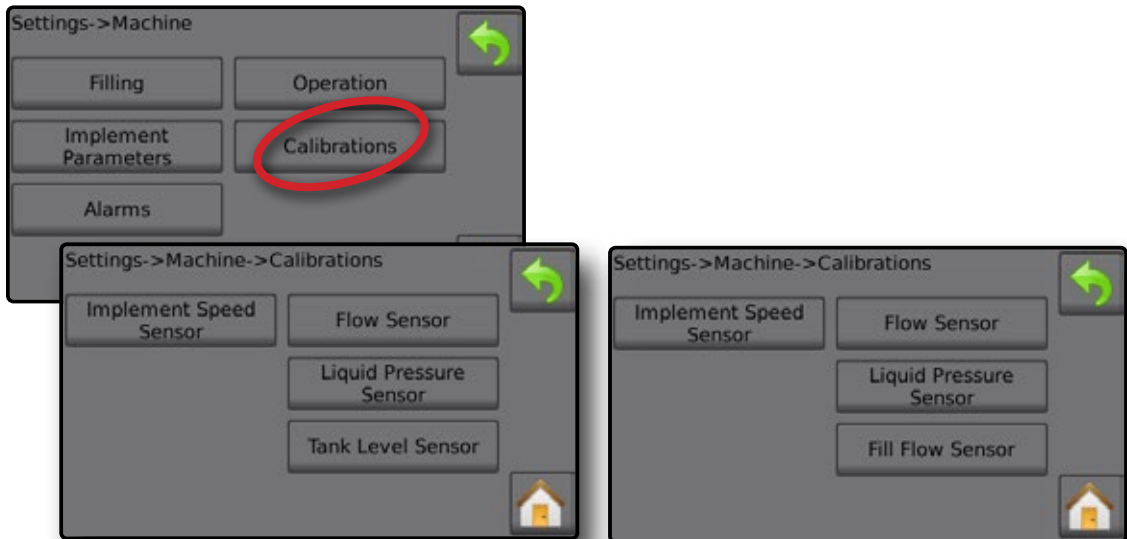 Settings->Machine
Filling
Operation
Implement
Parameters
Calibrations
Alarms
Settings->Machine->Calibrations
Implement Speed
Sensor
Flow Sensor
Liquid Pressure
Sensor
Tank Level Sensor
Settings->Machine->Calibrations
Implement Speed
Sensor
Flow Sensor
Liquid Pressure
Sensor
Fill Flow Sensor